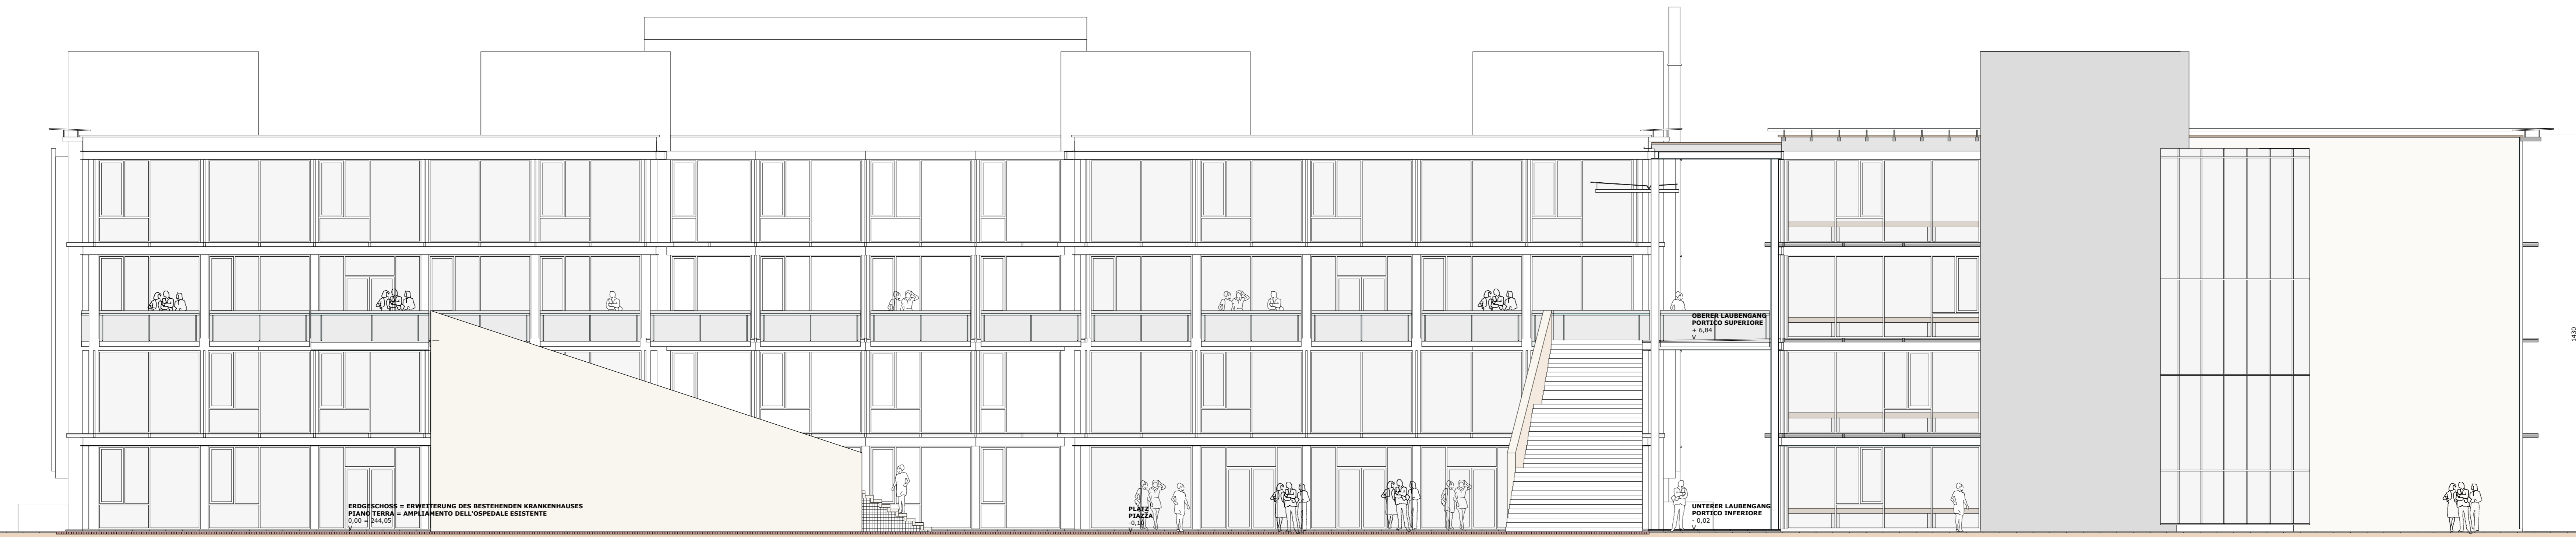 OBERER LAUBENGANG
PORTICO SUPERIORE
+ 6,84
1430
ERDGESCHOSS = ERWEITERUNG DES BESTEHENDEN KRANKENHAUSES
PIANO TERRA = AMPLIAMENTO DELL'OSPEDALE ESISTENTE
0,00 = 244,05
PLATZ
PIAZZA
-0,10
UNTERER LAUBENGANG
PORTICO INFERIORE
- 0,02